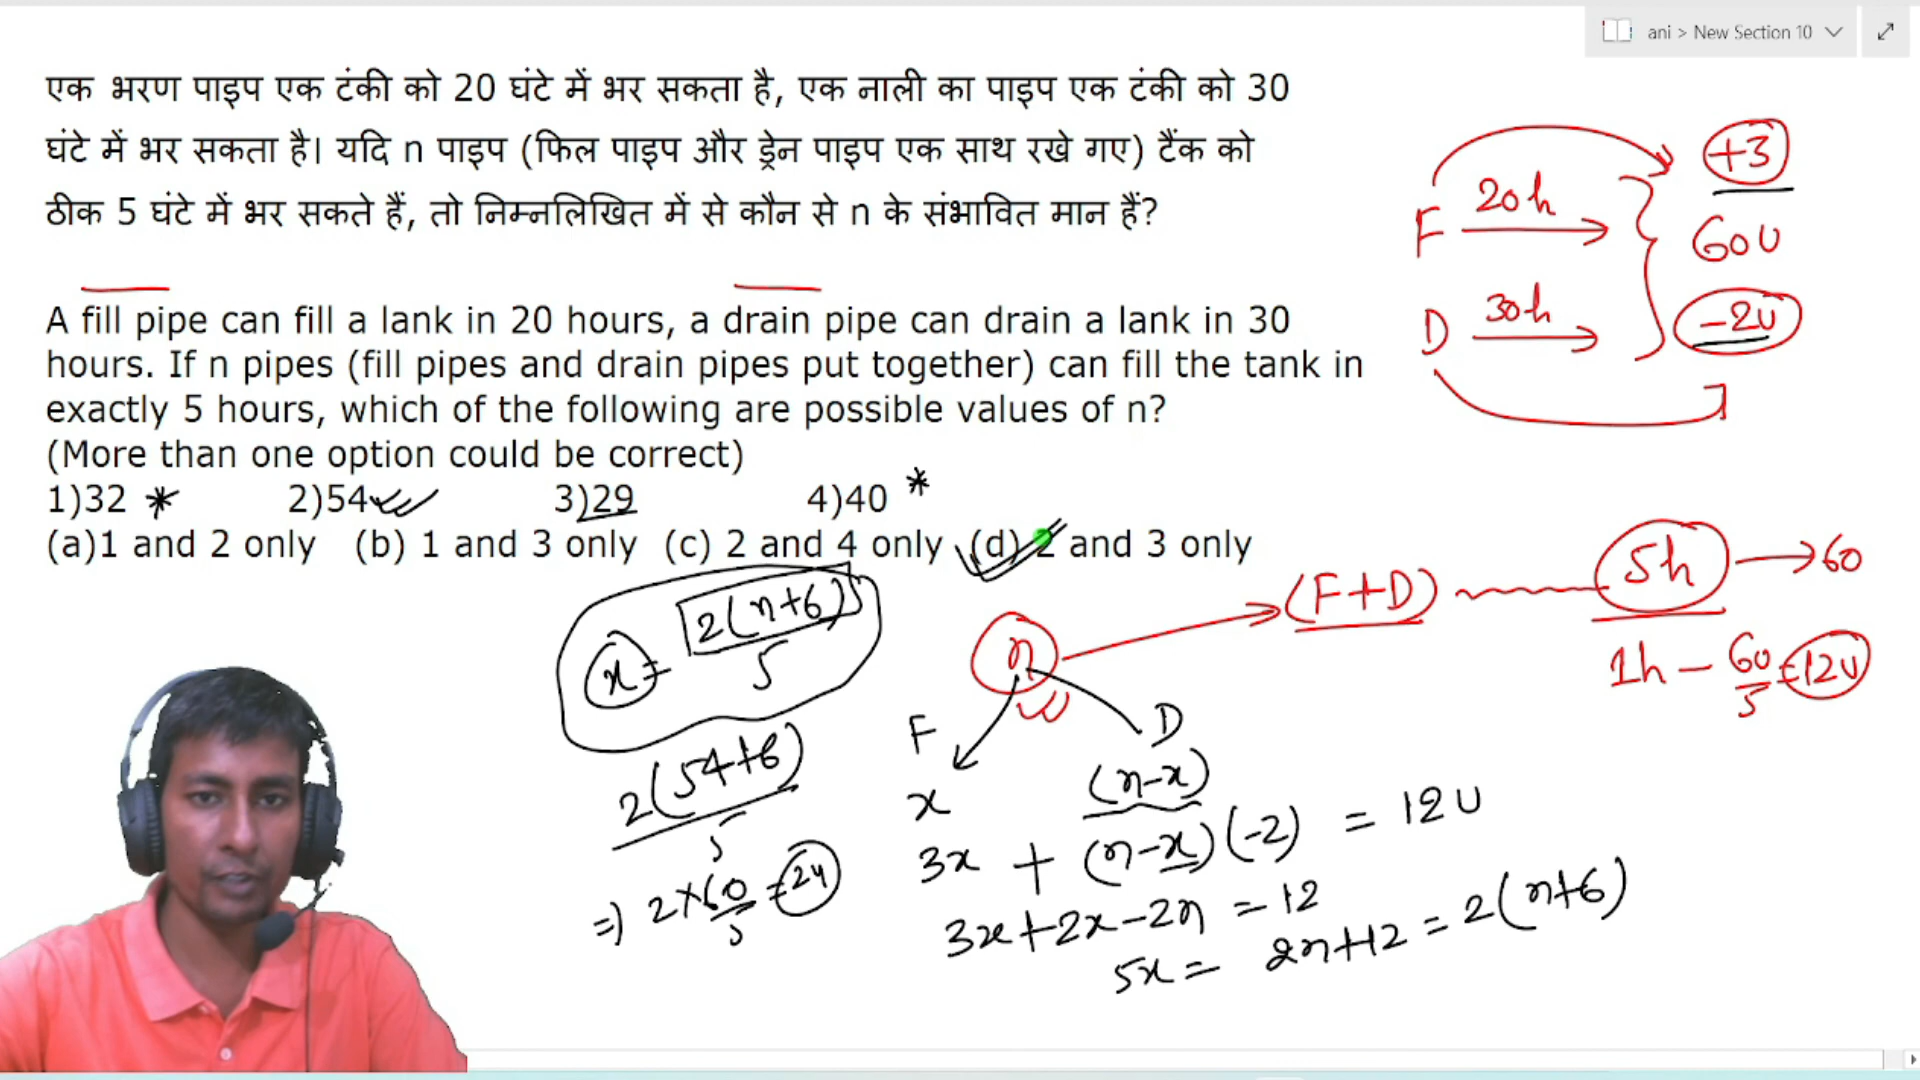 ani > New Section 10
एक भरण पाइप एक टंकी को 20 घंटे में भर सकता है, एक नाली का पाइप एक टंकी को 30
घंटे में भर सकता है। यदि n पाइप (फिल पाइप और ड्रेन पाइप एक साथ रखे गए) टैंक को
ठीक 5 घंटे में भर सकते हैं, तो निम्नलिखित में से कौन से n के संभावित मान हैं?
A fill pipe can fill a lank in 20 hours, a drain pipe can drain a lank in 30
hours. If n pipes (fill pipes and drain pipes put together) can fill the tank in
exactly 5 hours, which of the following are possible values of n?
(More than one option could be correct)
1)32 * 2)54 3)29 4)40 *
(a)1 and 2 only (b) 1 and 3 only (c) 2 and 4 only (d) 2 and 3 only
+3
F 20h
60U
D 30h
-2U
n (F+D) 5h → 60
1h - 60/5 = 12U
x = 2(n+6)/5
2(54+6)/5
⇒) 2×60/5 = 24
F D
x (n-x)
3x + (n-x)(-2) = 12U
3x+2x-2n = 12
5x = 2n+12 = 2(n+6)